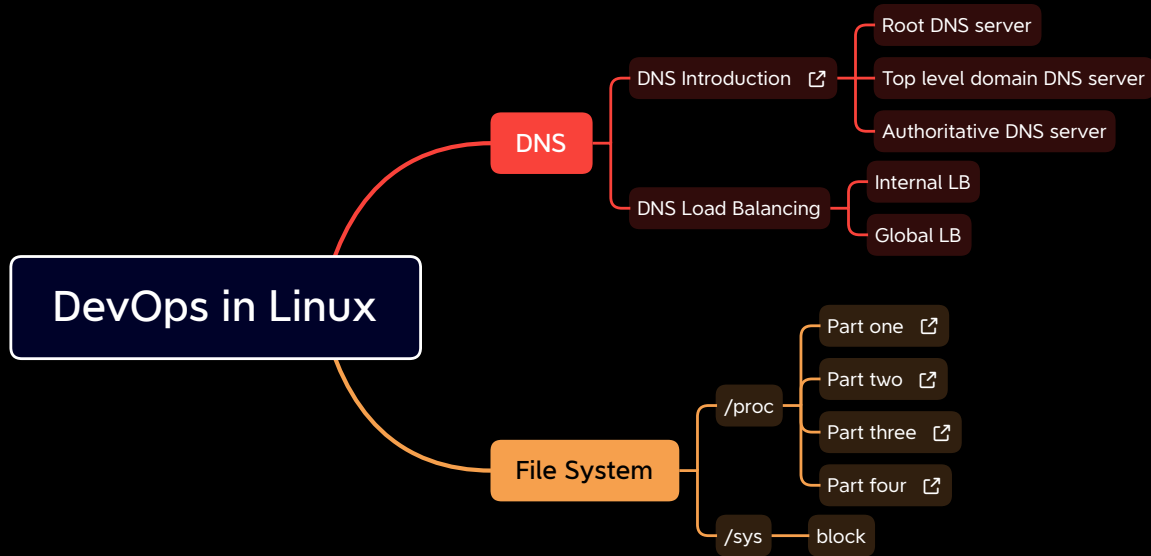 DevOps in Linux
DNS
DNS Introduction
Root DNS server
Top level domain DNS server
Authoritative DNS server
DNS Load Balancing
Internal LB
Global LB
File System
/proc
Part one
Part two
Part three
Part four
/sys
block